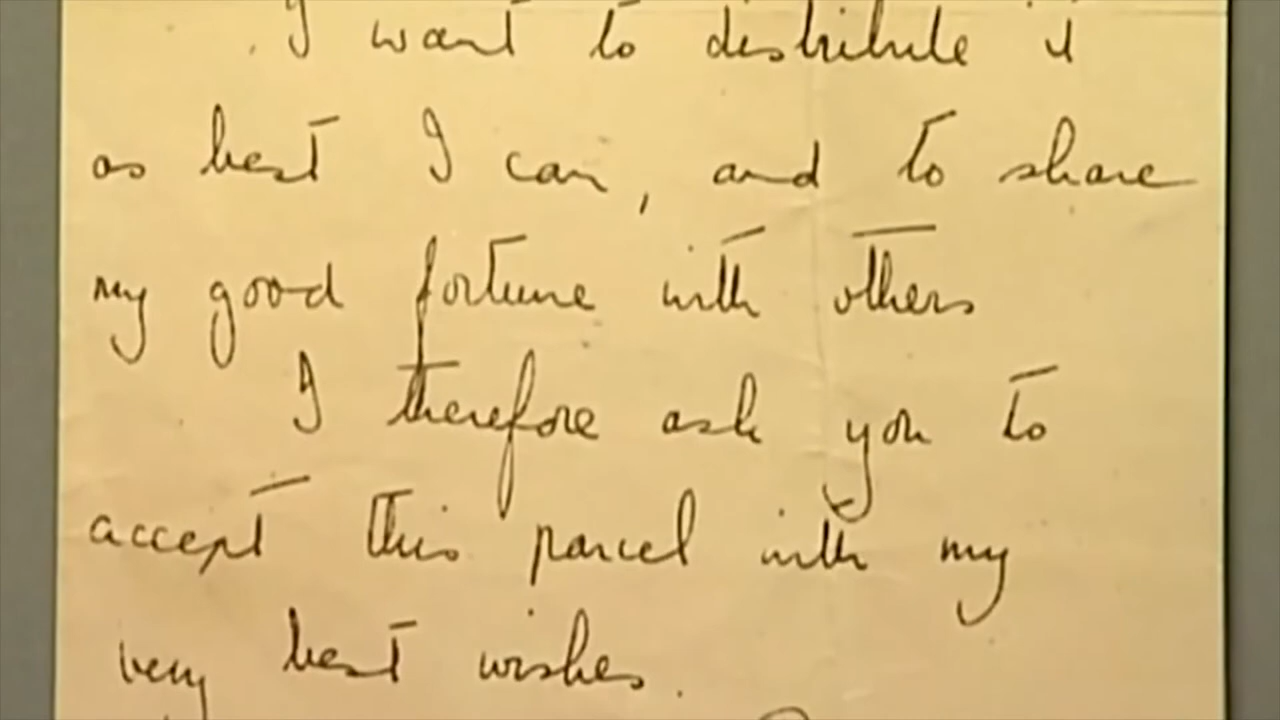 I want to distribute it
as best I can, and to share
my good fortune with others
I therefore ask you to
accept this parcel with my
very best wishes.